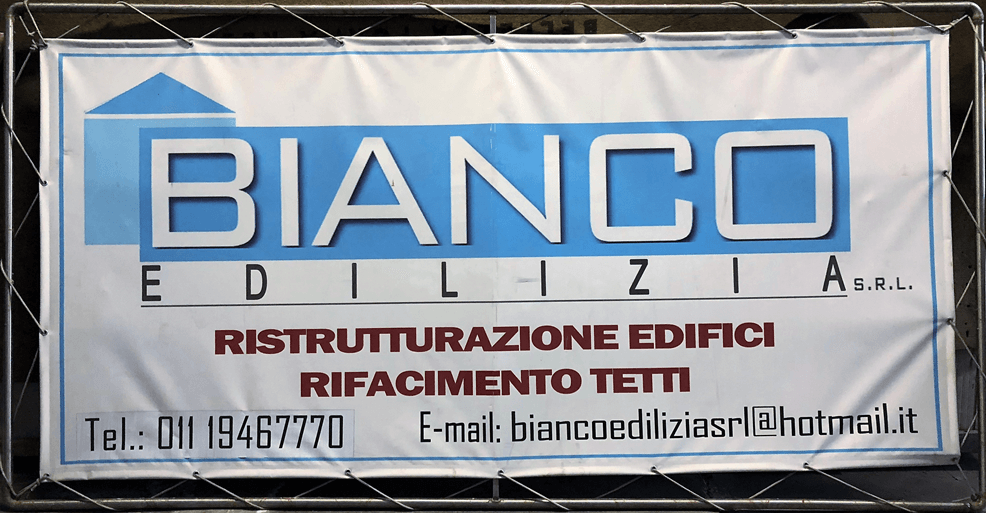 BIANCO
EDILIZIA S.R.L.
RISTRUTTURAZIONE EDIFICI
RIFACIMENTO TETTI
Tel.: 011 19467770 E-mail: biancoediliziasrl@hotmail.it